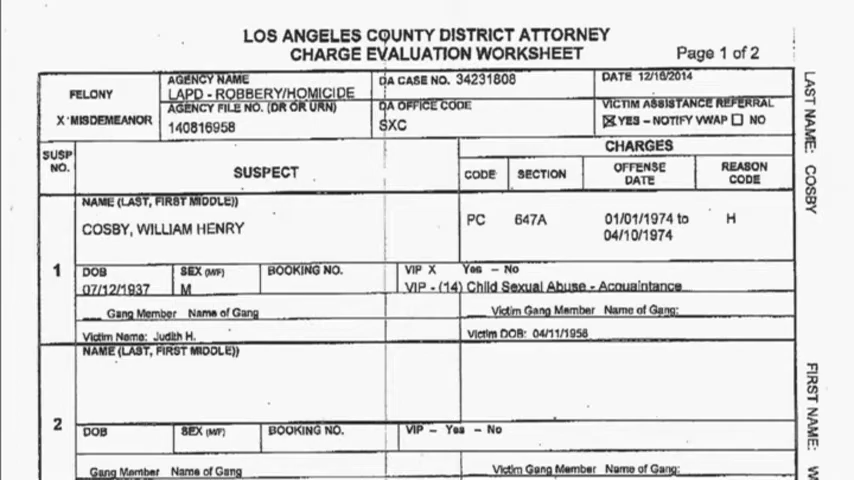 LOS ANGELES COUNTY DISTRICT ATTORNEY
CHARGE EVALUATION WORKSHEET
Page 1 of 2
FELONY
X MISDEMEANOR
AGENCY NAME
LAPD - ROBBERY/HOMICIDE
AGENCY FILE NO. (DR OR URN)
140816958
DA CASE NO. 34231808
DA OFFICE CODE
SXC
DATE 12/16/2014
VICTIM ASSISTANCE REFERRAL
☒ YES – NOTIFY VWAP ☐ NO
SUSP NO.
SUSPECT
CHARGES
CODE
SECTION
OFFENSE DATE
REASON CODE
1
NAME (LAST, FIRST MIDDLE))
COSBY, WILLIAM HENRY
PC 647A 01/01/1974 to H
04/10/1974
DOB
07/12/1937
SEX (M/F)
M
BOOKING NO.
VIP X Yes – No
VIP - (14) Child Sexual Abuse - Acquaintance
Gang Member Name of Gang
Victim Gang Member Name of Gang:
Victim Name: Judith H.
Victim DOB: 04/11/1958
2
NAME (LAST, FIRST MIDDLE))
DOB
SEX (M/F)
BOOKING NO.
VIP – Yes – No
Gang Member Name of Gang
Victim Gang Member Name of Gang:
LAST NAME: COSBY
FIRST NAME: